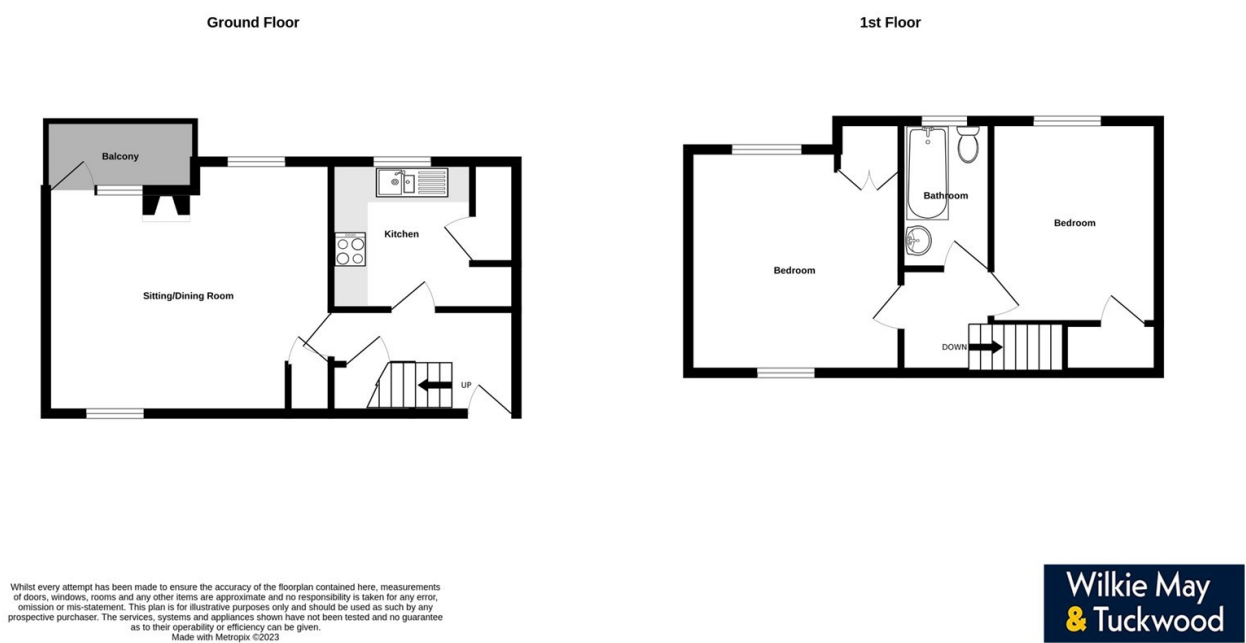 Ground Floor
1st Floor
Balcony
Kitchen
Sitting/Dining Room
UP
Bathroom
Bedroom
Bedroom
DOWN
Whilst every attempt has been made to ensure the accuracy of the floorplan contained here, measurements
of doors, windows, rooms and any other items are approximate and no responsibility is taken for any error,
omission or mis-statement. This plan is for illustrative purposes only and should be used as such by any
prospective purchaser. The services, systems and appliances shown have not been tested and no guarantee
as to their operability or efficiency can be given.
Made with Metropix ©2023
Wilkie May
& Tuckwood